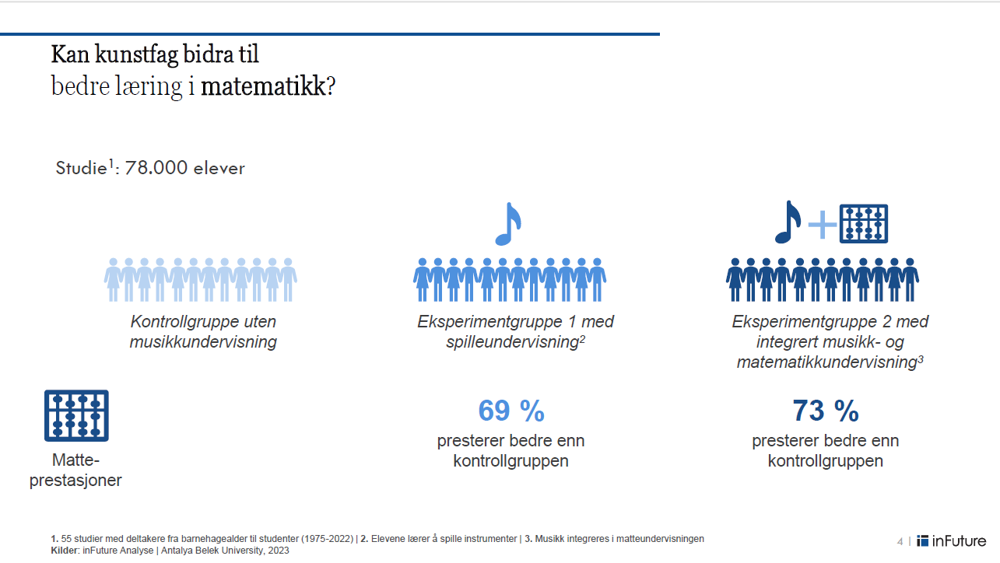 Kan kunstfag bidra til
bedre læring i matematikk?
Studie¹: 78.000 elever
Kontrollgruppe uten
musikkundervisning
Eksperimentgruppe 1 med
spilleundervisning²
Eksperimentgruppe 2 med
integrert musikk- og
matematikkundervisning³
Matte-
prestasjoner
69 %
presterer bedre enn
kontrollgruppen
73 %
presterer bedre enn
kontrollgruppen
1. 55 studier med deltakere fra barnehagealder til studenter (1975-2022) | 2. Elevene lærer å spille instrumenter | 3. Musikk integreres i matteundervisningen
Kilder: inFuture Analyse | Antalya Belek University, 2023
4 | inFuture